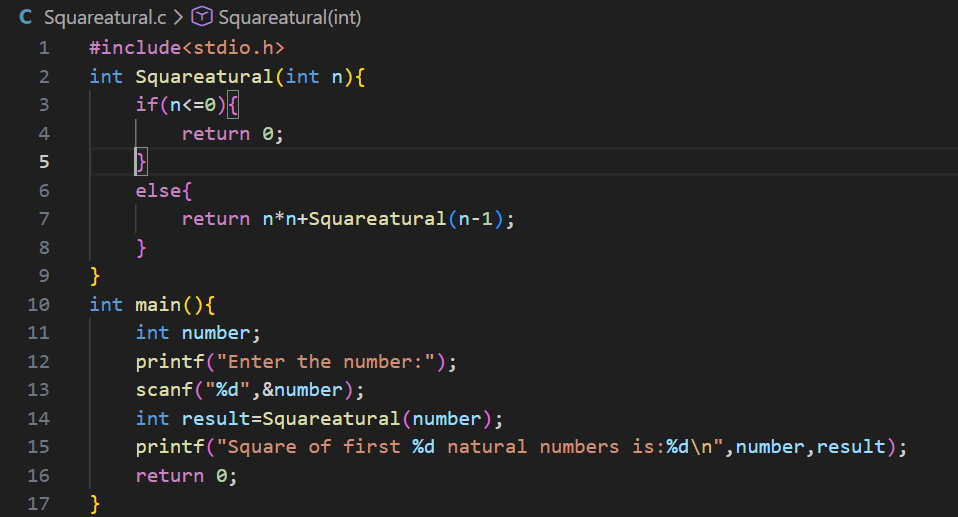 C Squareatural.c > Squareatural(int)
1 #include<stdio.h>
2 int Squareatural(int n){
3     if(n<=0){
4         return 0;
5     }
6     else{
7         return n*n+Squareatural(n-1);
8     }
9 }
10 int main(){
11     int number;
12     printf("Enter the number:");
13     scanf("%d",&number);
14     int result=Squareatural(number);
15     printf("Square of first %d natural numbers is:%d\n",number,result);
16     return 0;
17 }